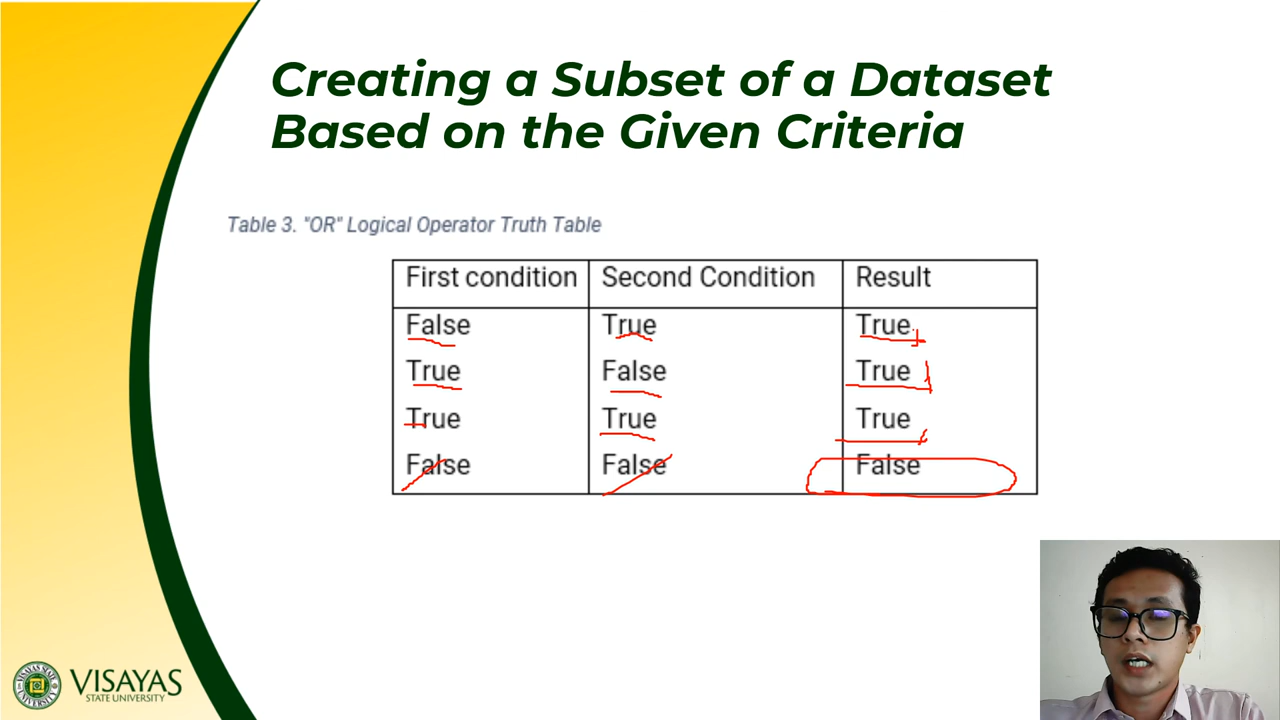 Creating a Subset of a Dataset
Based on the Given Criteria
Table 3. "OR" Logical Operator Truth Table
First condition Second Condition Result
False True True
True False True
True True True
False False False
VISAYAS
STATE UNIVERSITY